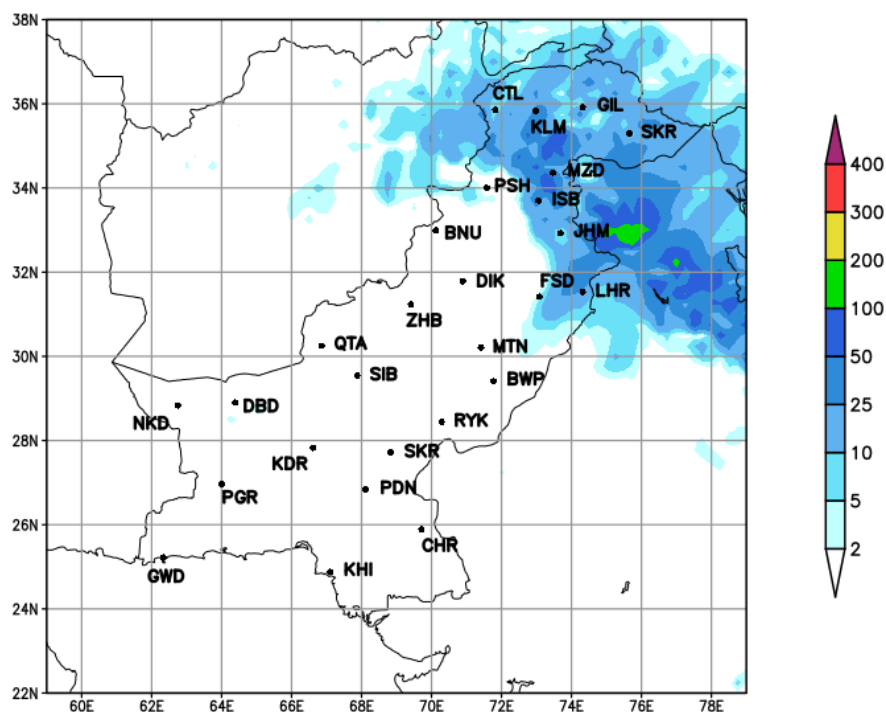 38N
36N
34N
32N
30N
28N
26N
24N
22N
60E 62E 64E 66E 68E 70E 72E 74E 76E 78E
CTL
GIL
KLM
SKR
MZD
PSH
ISB
BNU
JHM
DIK
FSD
LHR
ZHB
QTA
MTN
SIB
BWP
DBD
NKD
RYK
SKR
KDR
PDN
PGR
CHR
KHI
GWD
400
300
200
100
50
25
10
5
2